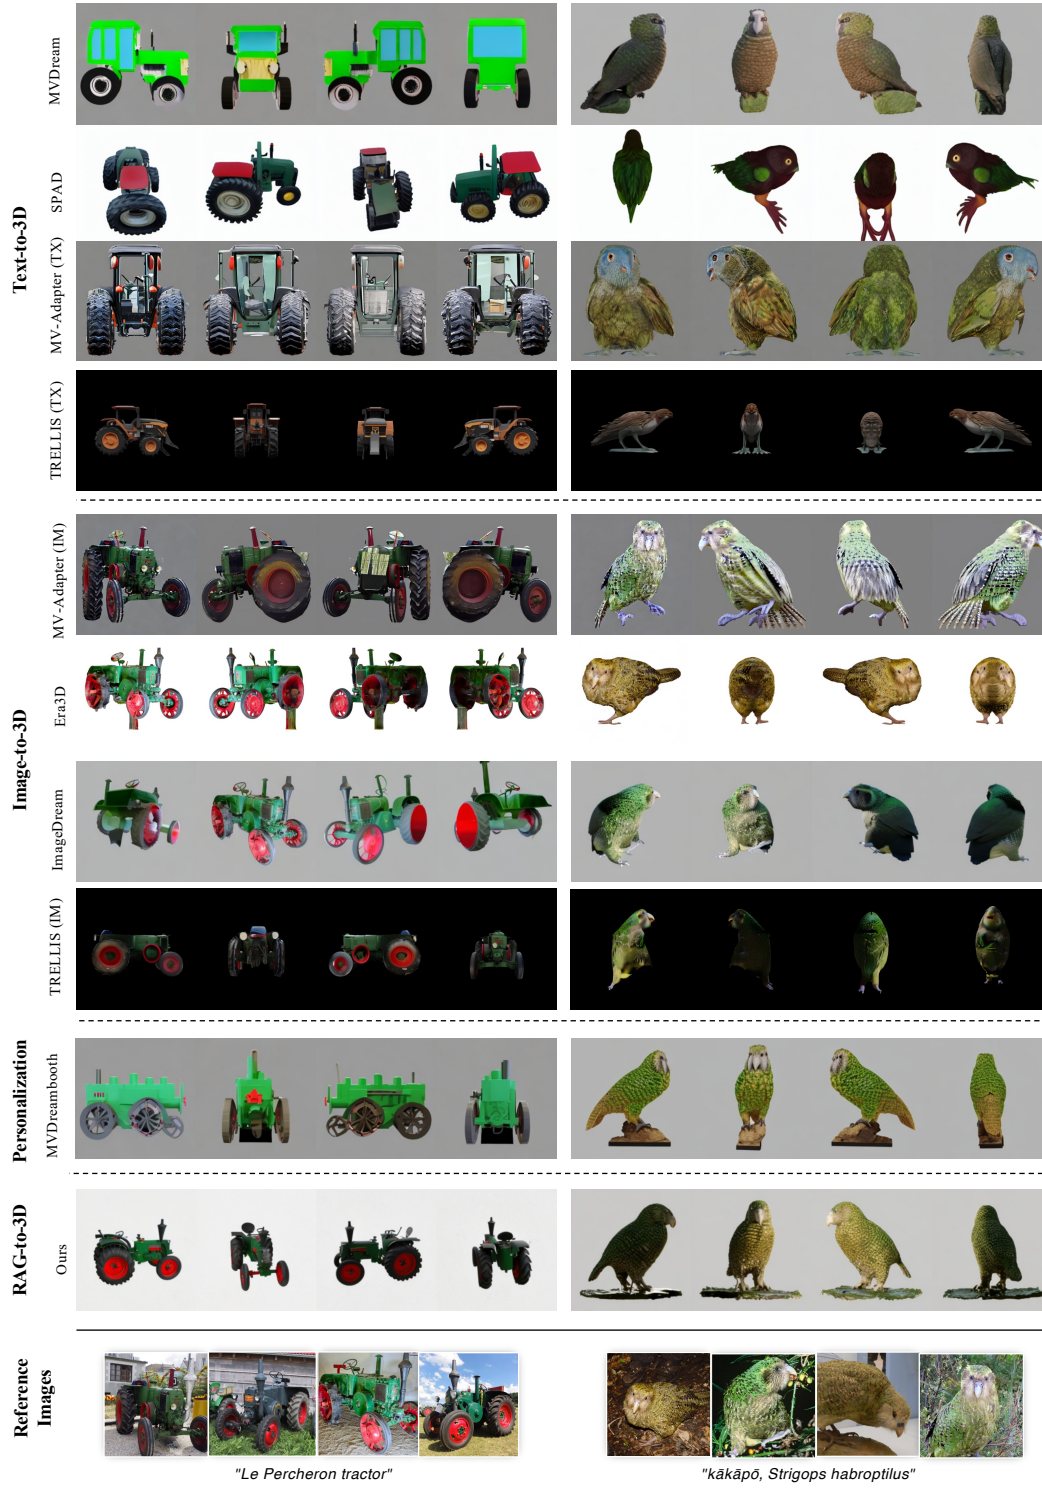 Text-to-3D
MVDream
SPAD
MV-Adapter (TX)
TRELLIS (TX)
Image-to-3D
MV-Adapter (IM)
Era3D
ImageDream
TRELLIS (IM)
Personalization
MVDreambooth
RAG-to-3D
Ours
Reference
Images
"Le Percheron tractor"
"kākāpō, Strigops habroptilus"